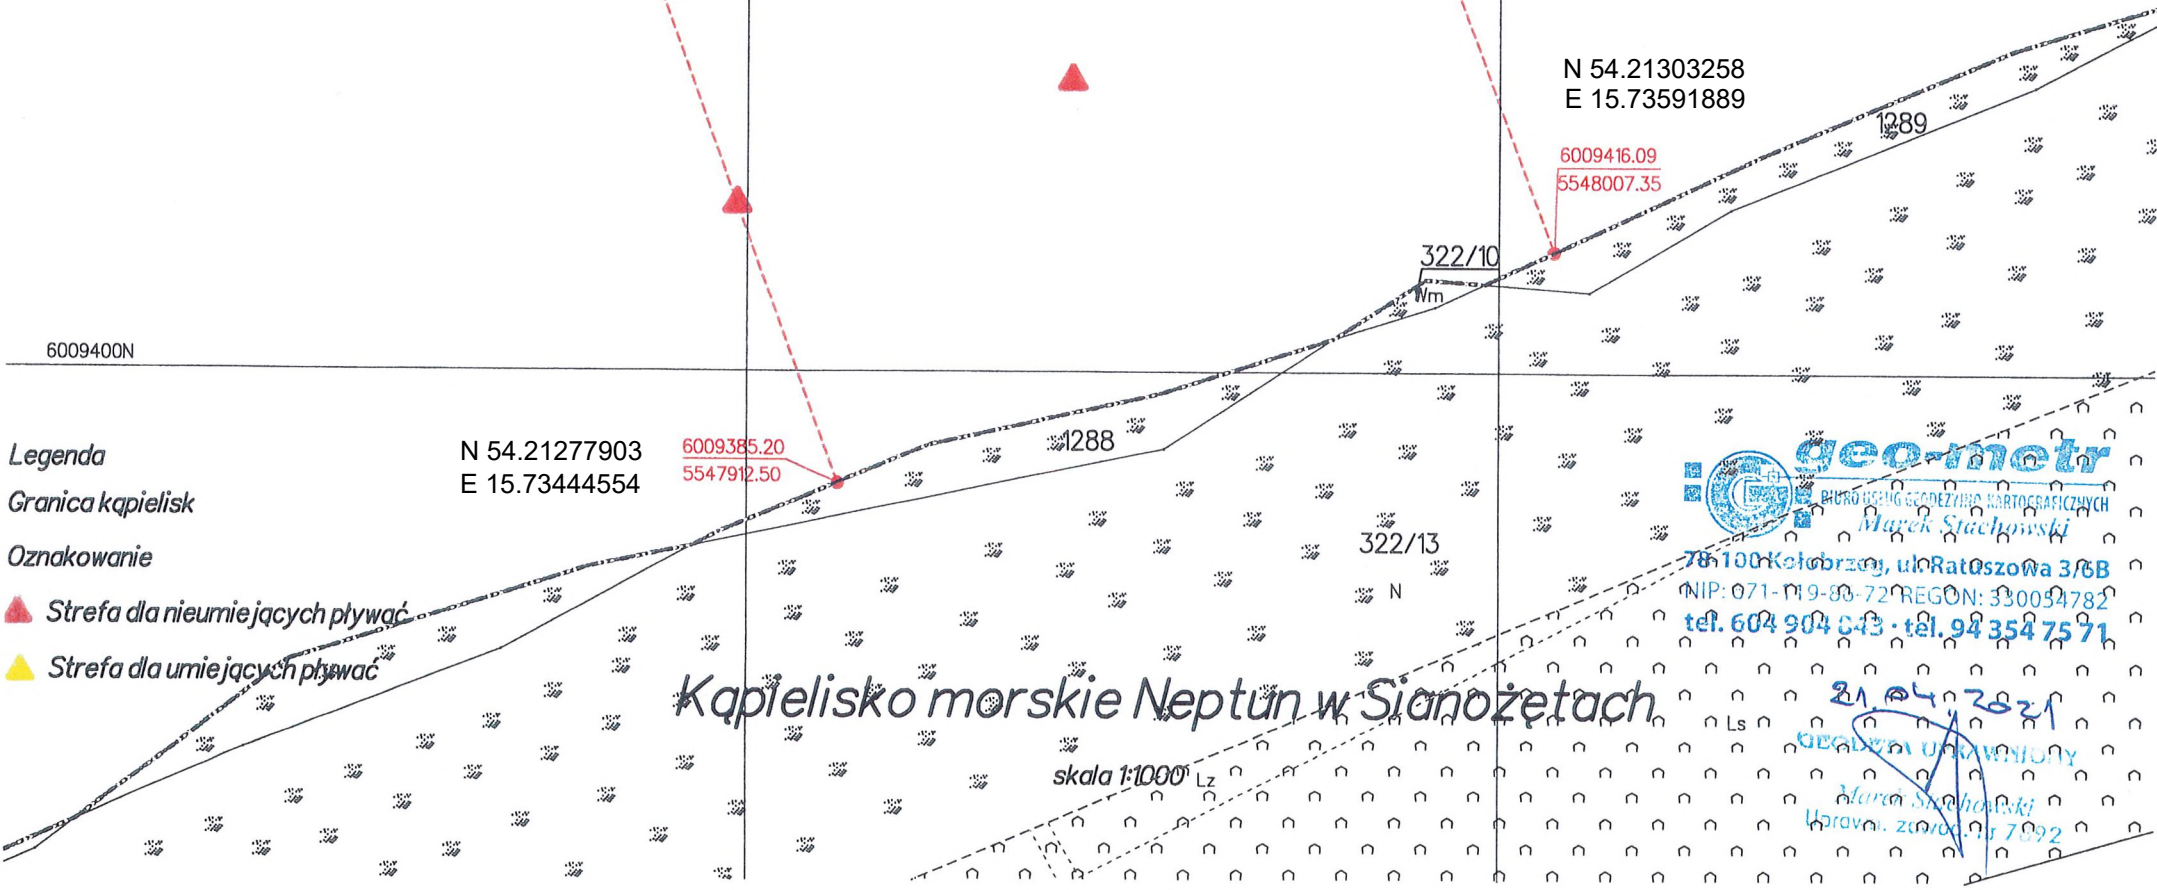 N 54.21303258
E 15.73591889
1289
6009416.09
5548007.35
322/10
Wm
6009400N
Legenda
Granica kąpielisk
Oznakowanie
Strefa dla nieumiejących pływać
Strefa dla umiejących pływać
N 54.21277903
E 15.73444554
6009385.20
5547912.50
1288
322/13
N
geo-metr
BIURO USŁUG GEODEZYJNO KARTOGRAFICZNYCH
Marek Stachowski
78-100 Kołobrzeg, ul. Ratuszowa 3/6B
NIP: 671-119-86-72 REGON: 330034782
tel. 604 904 843 · tel. 94 354 75 71
Kąpielisko morskie Neptun w Sianożętach
skala 1:1000
Lz
Ls
21.04.2021
GEODETA UPRAWNIONY
Marek Stachowski
Uprawn. zawod. nr